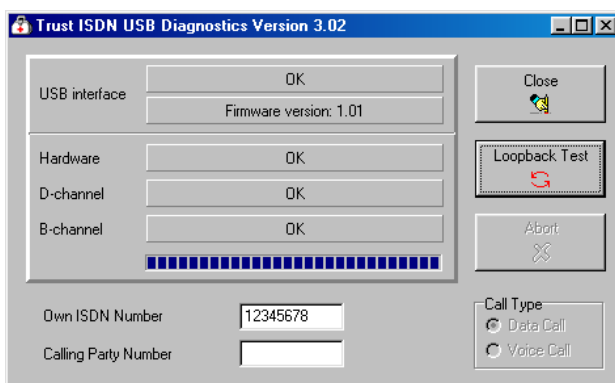 Trust ISDN USB Diagnostics Version 3.02
USB interface
OK
Firmware version: 1.01
Hardware
OK
D-channel
OK
B-channel
OK
Own ISDN Number
12345678
Calling Party Number
Close
Loopback Test
Abort
Call Type
Data Call
Voice Call